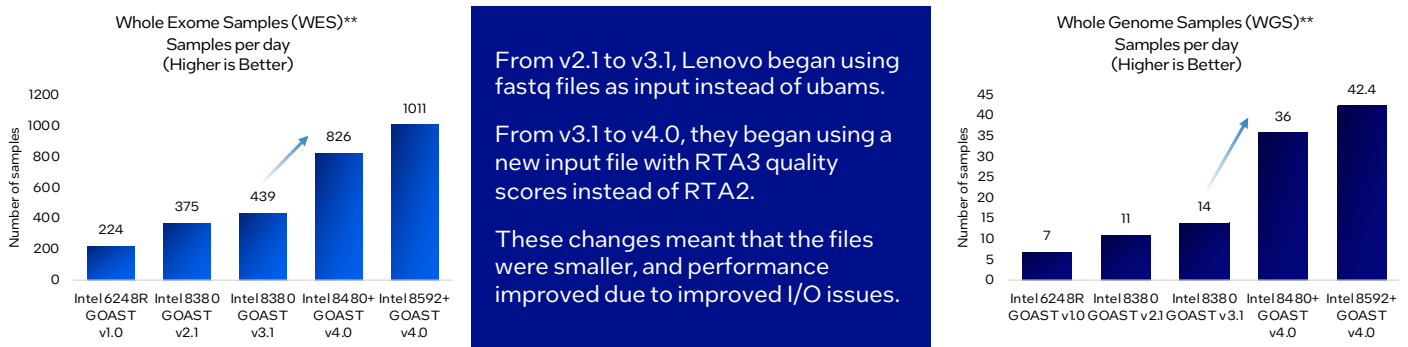 Whole Exome Samples (WES)**
Samples per day
(Higher is Better)
Number of samples
1200
1000
800
600
400
200
0
224
375
439
826
1011
Intel 6248R
GOAST
v1.0
Intel 8380
GOAST
v2.1
Intel 8380
GOAST
v3.1
Intel 8480+
GOAST
v4.0
Intel 8592+
GOAST
v4.0
From v2.1 to v3.1, Lenovo began using
fastq files as input instead of ubams.
From v3.1 to v4.0, they began using a
new input file with RTA3 quality
scores instead of RTA2.
These changes meant that the files
were smaller, and performance
improved due to improved I/O issues.
Whole Genome Samples (WGS)**
Samples per day
(Higher is Better)
Number of samples
45
40
35
30
25
20
15
10
5
0
7
11
14
36
42.4
Intel 6248R
GOAST v1.0
Intel 8380
GOAST v2.1
Intel 8380
GOAST v3.1
Intel 8480+
GOAST
v4.0
Intel 8592+
GOAST
v4.0